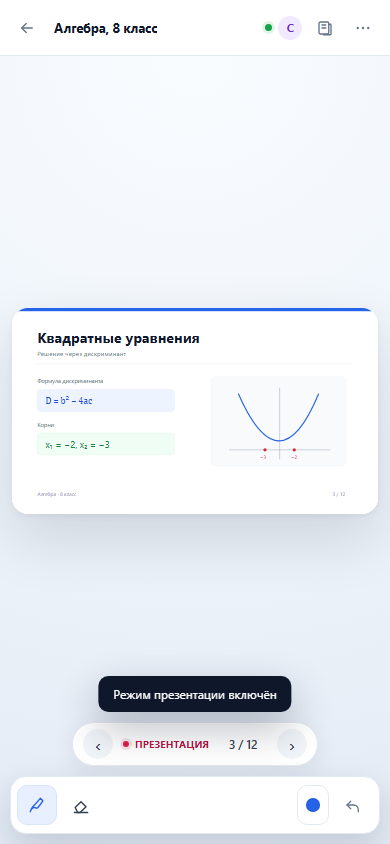 Алгебра, 8 класс
С
Квадратные уравнения
Решение через дискриминант
Формула дискриминанта
D = b² − 4ac
Корни
x₁ = −2, x₂ = −3
−3
−2
Алгебра · 8 класс
3 / 12
Режим презентации включён
‹
ПРЕЗЕНТАЦИЯ
3 / 12
›